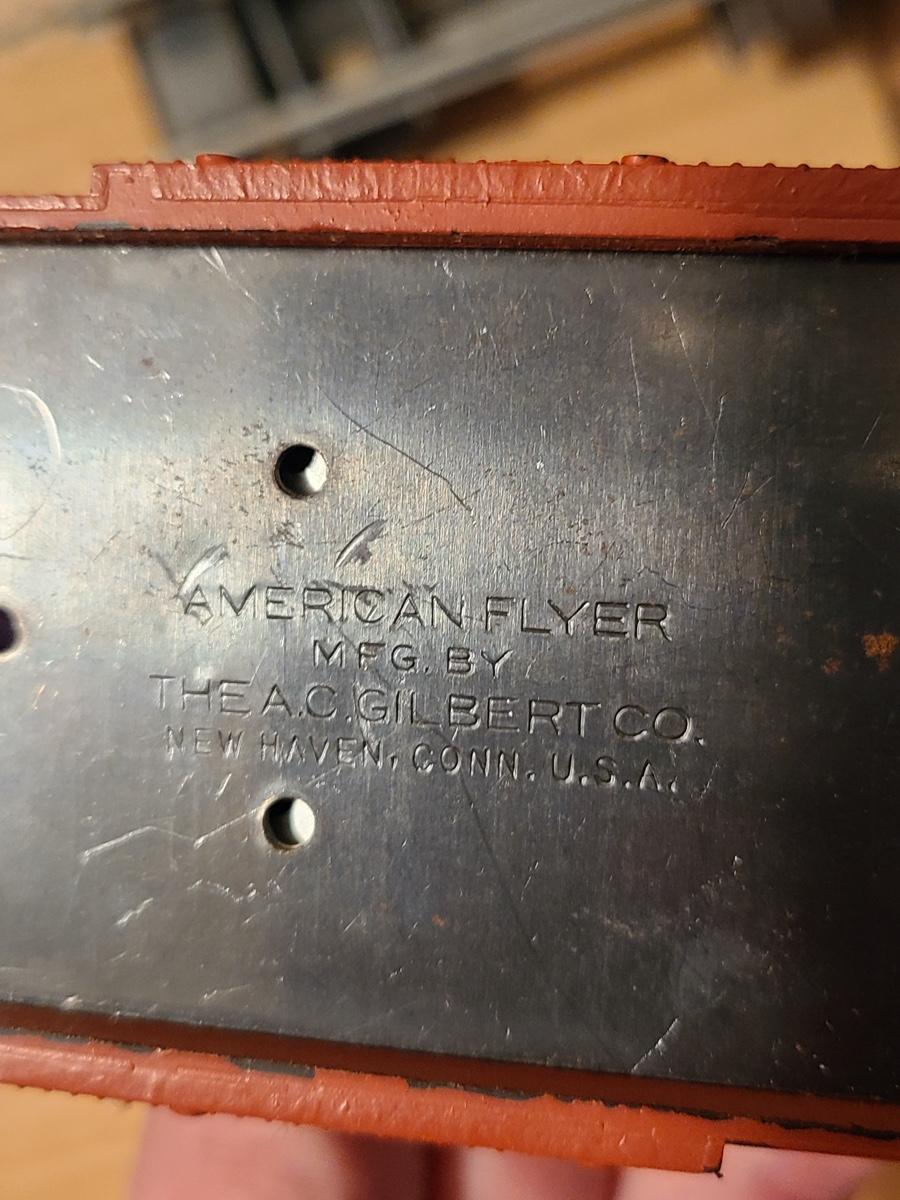 AMERICAN FLYER
MFG. BY
THE A.C. GILBERT CO.
NEW HAVEN, CONN. U.S.A.